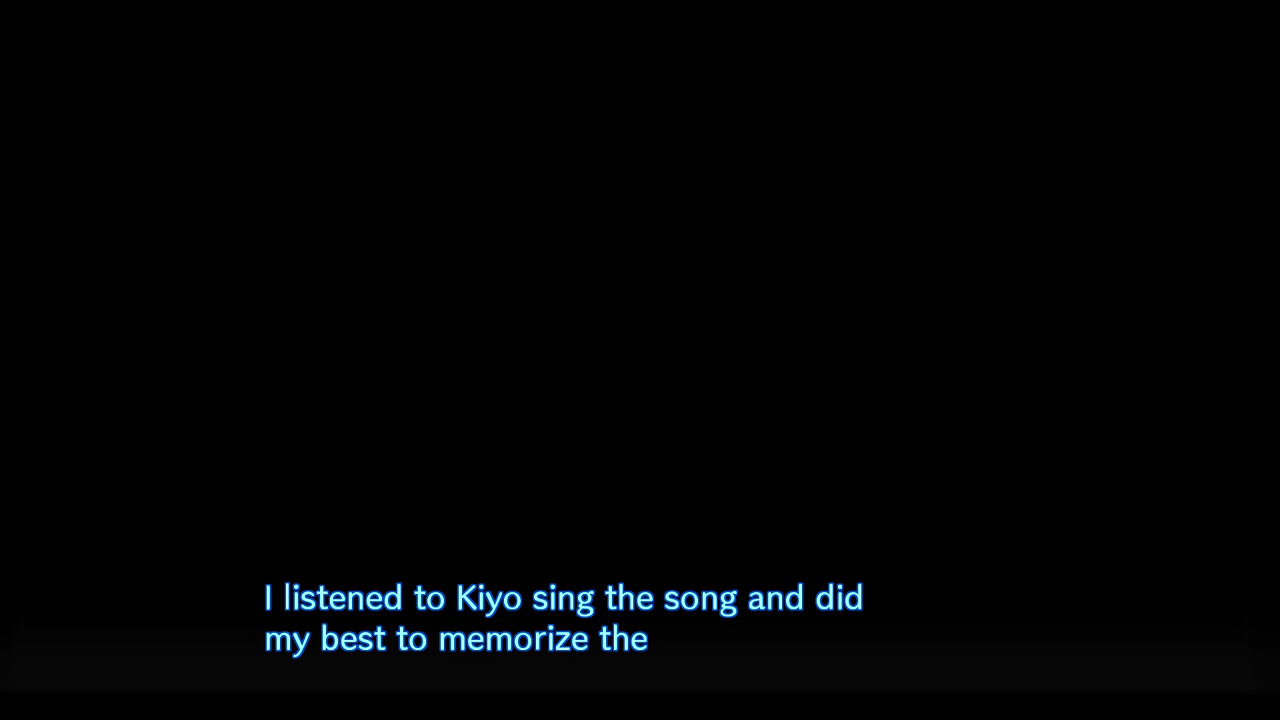 I listened to Kiyo sing the song and did
my best to memorize the